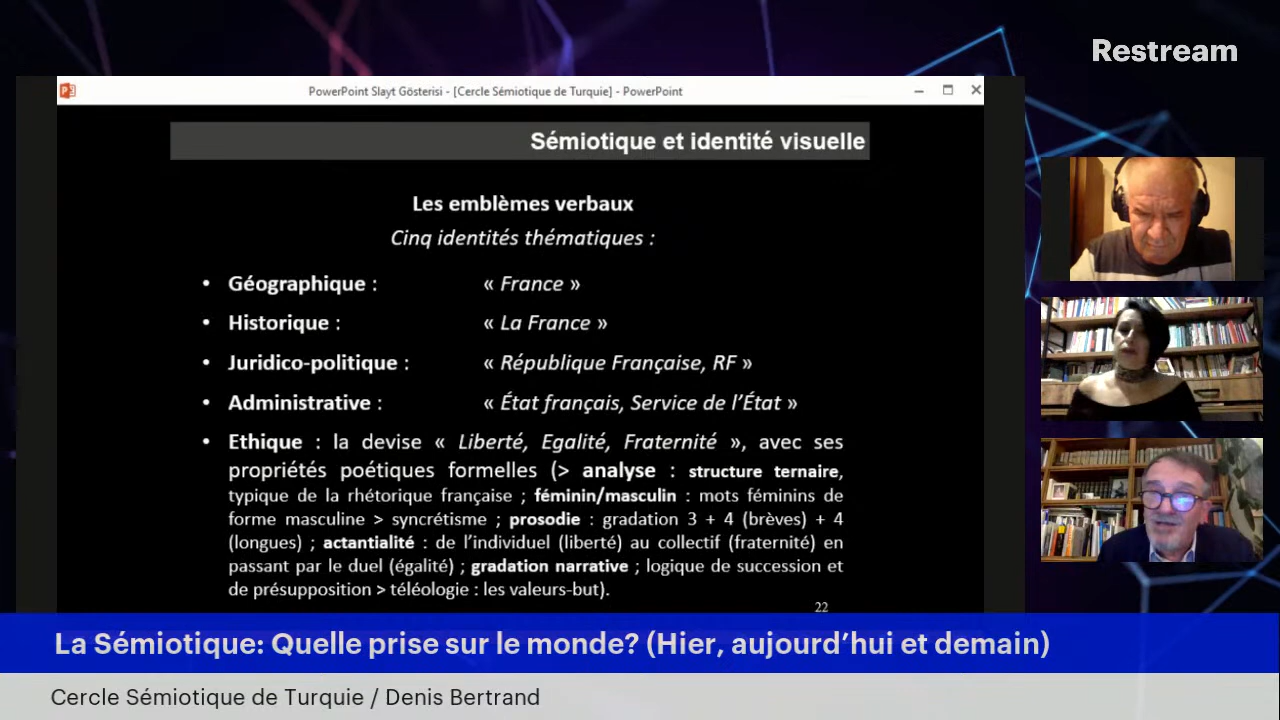 Restream
PowerPoint Slayt Gösterisi - [Cercle Sémiotique de Turquie] - PowerPoint
Sémiotique et identité visuelle
Les emblèmes verbaux
Cinq identités thématiques :
• Géographique : « France »
• Historique : « La France »
• Juridico-politique : « République Française, RF »
• Administrative : « État français, Service de l’État »
• Ethique : la devise « Liberté, Egalité, Fraternité », avec ses
propriétés poétiques formelles (> analyse : structure ternaire,
typique de la rhétorique française ; féminin/masculin : mots féminins de
forme masculine > syncrétisme ; prosodie : gradation 3 + 4 (brèves) + 4
(longues) ; actantialité : de l’individuel (liberté) au collectif (fraternité) en
passant par le duel (égalité) ; gradation narrative ; logique de succession et
de présupposition > téléologie : les valeurs-but).
22
La Sémiotique: Quelle prise sur le monde? (Hier, aujourd’hui et demain)
Cercle Sémiotique de Turquie / Denis Bertrand